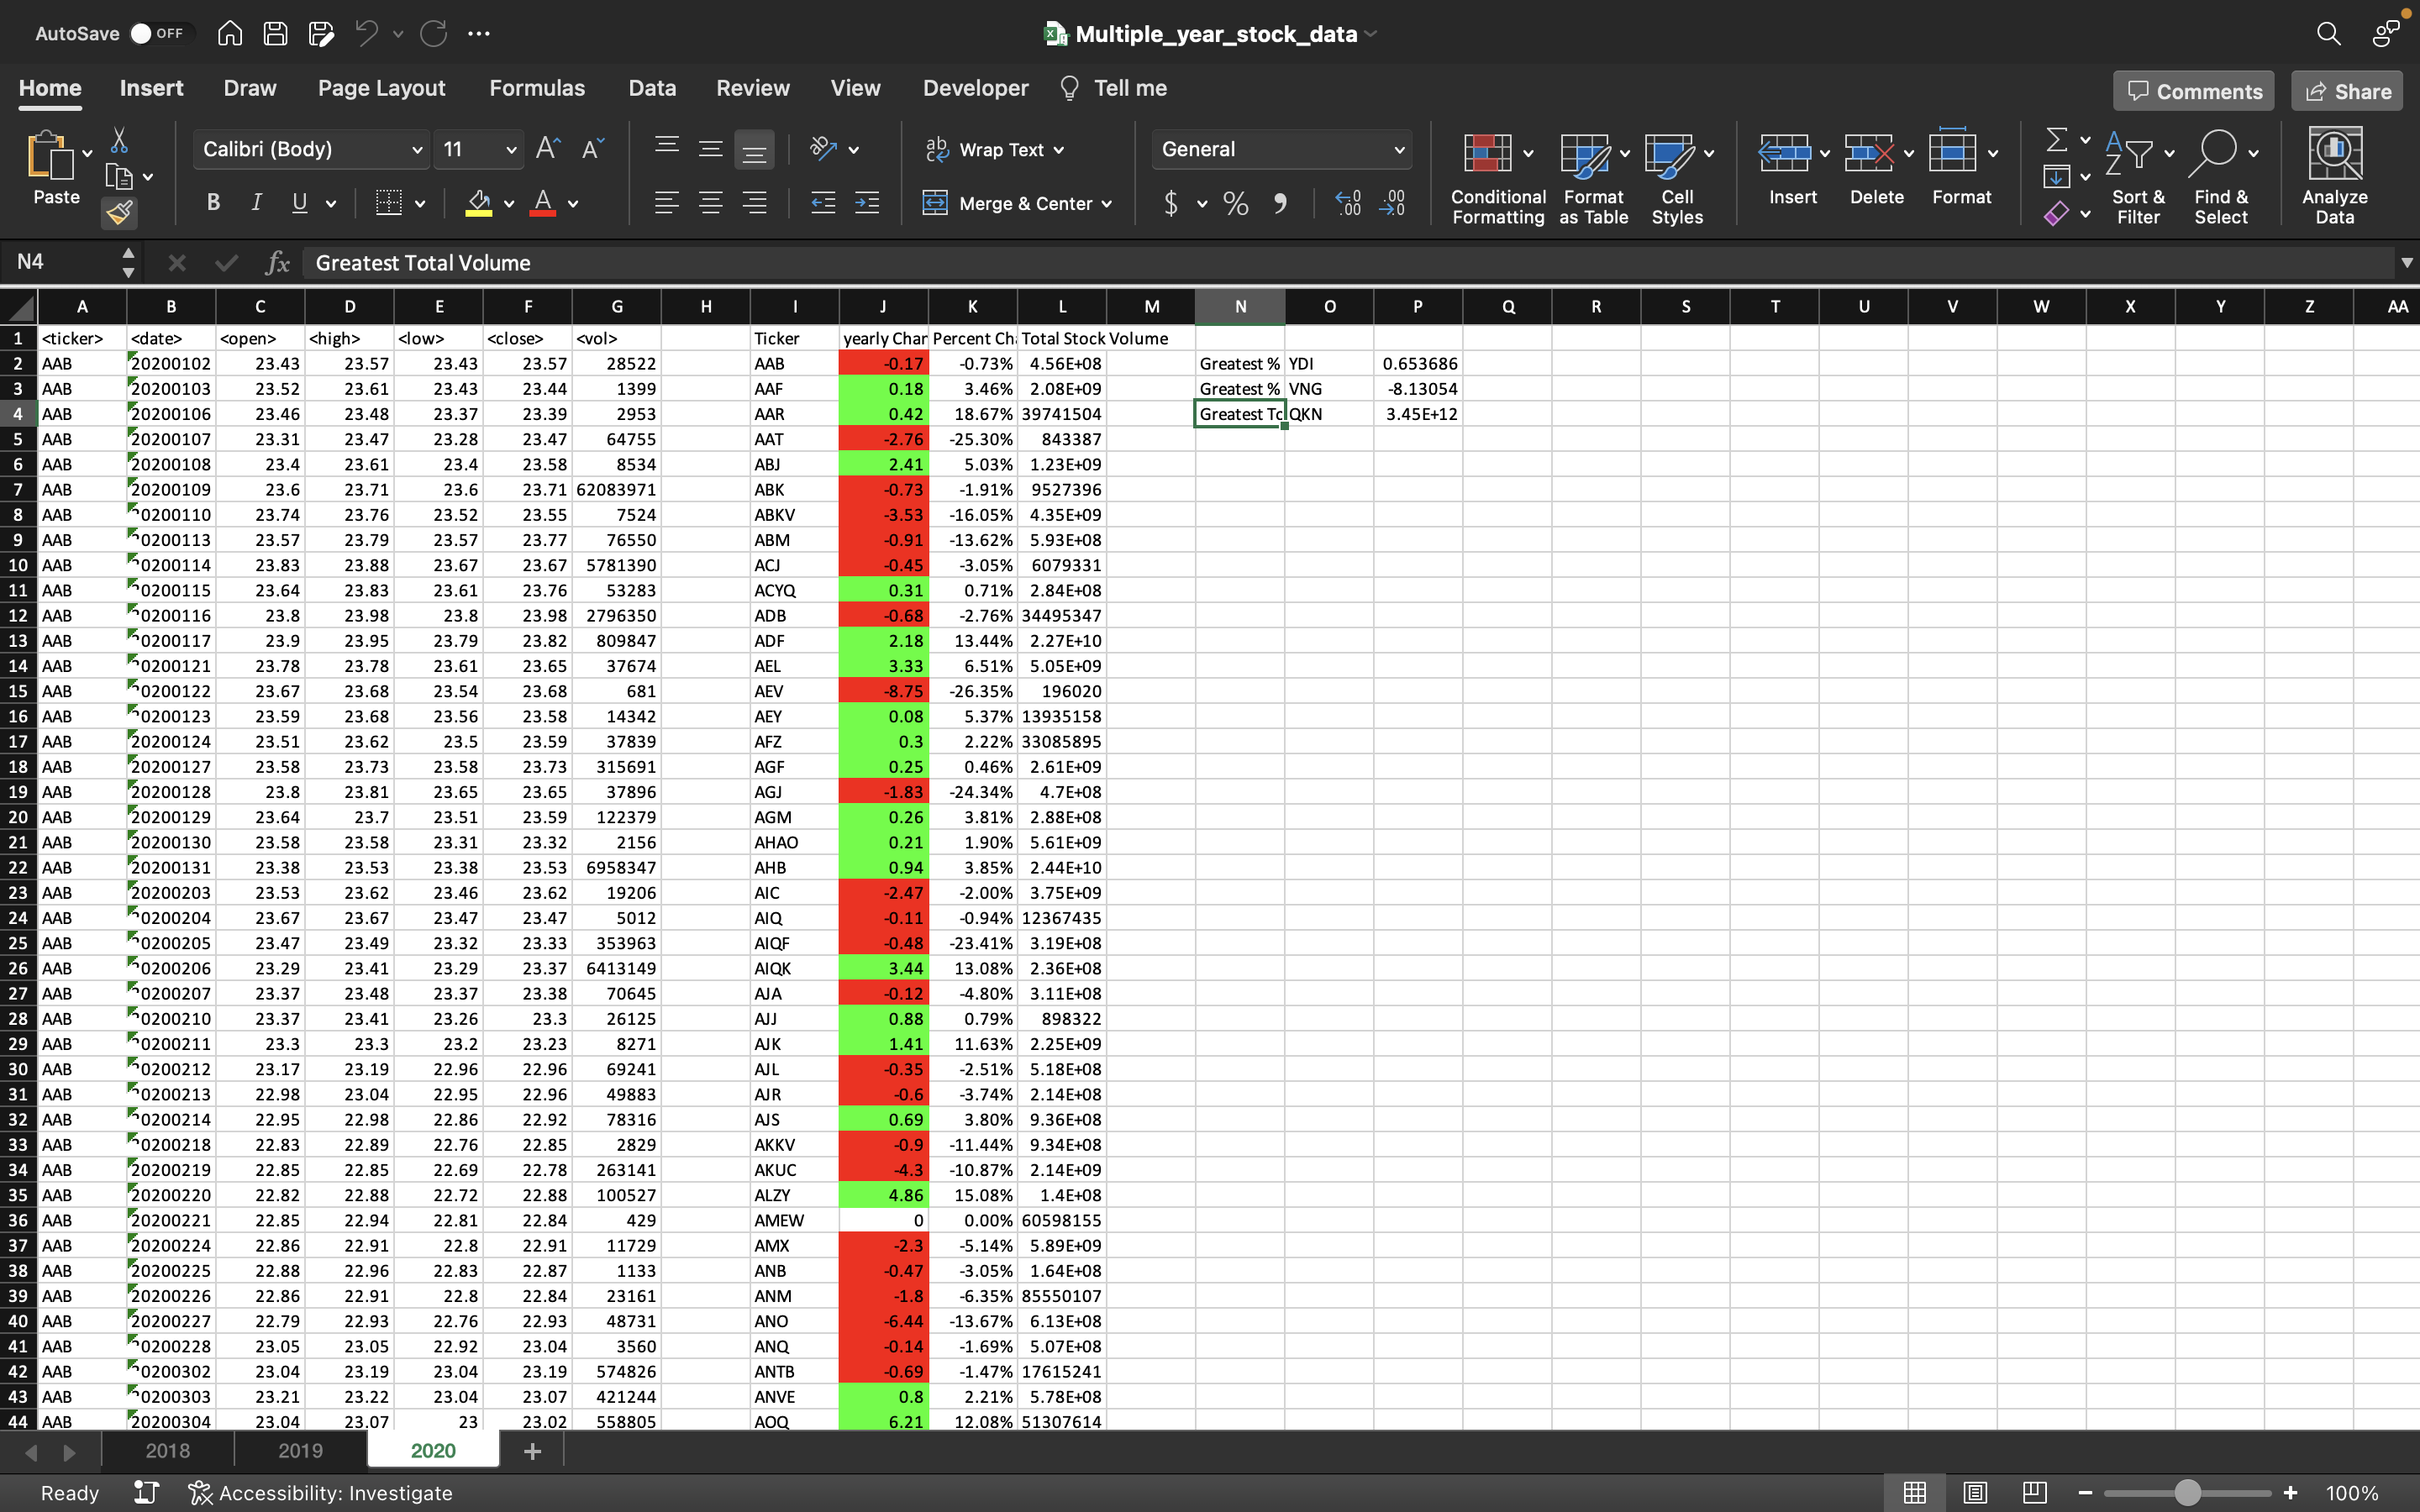 AutoSave OFF Multiple_year_stock_data
Home Insert Draw Page Layout Formulas Data Review View Developer Tell me Comments Share
Paste Calibri (Body) 11 Wrap Text General Conditional Formatting Format as Table Cell Styles Insert Delete Format Sort & Filter Find & Select Analyze Data
B I U Merge & Center $ %
N4 fx Greatest Total Volume
A B C D E F G H I J K L M N O P Q R S T U V W X Y Z AA
1 <ticker> <date> <open> <high> <low> <close> <vol> Ticker yearly Char Percent Ch Total Stock Volume
2 AAB 20200102 23.43 23.57 23.43 23.57 28522 AAB -0.17 -0.73% 4.56E+08 Greatest % YDI 0.653686
3 AAB 20200103 23.52 23.61 23.43 23.44 1399 AAF 0.18 3.46% 2.08E+09 Greatest % VNG -8.13054
4 AAB 20200106 23.46 23.48 23.37 23.39 2953 AAR 0.42 18.67% 39741504 Greatest To QKN 3.45E+12
5 AAB 20200107 23.31 23.47 23.28 23.47 64755 AAT -2.76 -25.30% 843387
6 AAB 20200108 23.4 23.61 23.4 23.58 8534 ABJ 2.41 5.03% 1.23E+09
7 AAB 20200109 23.6 23.71 23.6 23.71 62083971 ABK -0.73 -1.91% 9527396
8 AAB 20200110 23.74 23.76 23.52 23.55 7524 ABKV -3.53 -16.05% 4.35E+09
9 AAB 20200113 23.57 23.79 23.57 23.77 76550 ABM -0.91 -13.62% 5.93E+08
10 AAB 20200114 23.83 23.88 23.67 23.67 5781390 ACJ -0.45 -3.05% 6079331
11 AAB 20200115 23.64 23.83 23.61 23.76 53283 ACYQ 0.31 0.71% 2.84E+08
12 AAB 20200116 23.8 23.98 23.8 23.98 2796350 ADB -0.68 -2.76% 34495347
13 AAB 20200117 23.9 23.95 23.79 23.82 809847 ADF 2.18 13.44% 2.27E+10
14 AAB 20200121 23.78 23.78 23.61 23.65 37674 AEL 3.33 6.51% 5.05E+09
15 AAB 20200122 23.67 23.68 23.54 23.68 681 AEV -8.75 -26.35% 196020
16 AAB 20200123 23.59 23.68 23.56 23.58 14342 AEY 0.08 5.37% 13935158
17 AAB 20200124 23.51 23.62 23.5 23.59 37839 AFZ 0.3 2.22% 33085895
18 AAB 20200127 23.58 23.73 23.58 23.73 315691 AGF 0.25 0.46% 2.61E+09
19 AAB 20200128 23.8 23.81 23.65 23.65 37896 AGJ -1.83 -24.34% 4.7E+08
20 AAB 20200129 23.64 23.7 23.51 23.59 122379 AGM 0.26 3.81% 2.88E+08
21 AAB 20200130 23.58 23.58 23.31 23.32 2156 AHAO 0.21 1.90% 5.61E+09
22 AAB 20200131 23.38 23.53 23.38 23.53 6958347 AHB 0.94 3.85% 2.44E+10
23 AAB 20200203 23.53 23.62 23.46 23.62 19206 AIC -2.47 -2.00% 3.75E+09
24 AAB 20200204 23.67 23.67 23.47 23.47 5012 AIQ -0.11 -0.94% 12367435
25 AAB 20200205 23.47 23.49 23.32 23.33 353963 AIQF -0.48 -23.41% 3.19E+08
26 AAB 20200206 23.29 23.41 23.29 23.37 6413149 AIQK 3.44 13.08% 2.36E+08
27 AAB 20200207 23.37 23.48 23.37 23.38 70645 AJA -0.12 -4.80% 3.11E+08
28 AAB 20200210 23.37 23.41 23.26 23.3 26125 AJJ 0.88 0.79% 898322
29 AAB 20200211 23.3 23.3 23.2 23.23 8271 AJK 1.41 11.63% 2.25E+09
30 AAB 20200212 23.17 23.19 22.96 22.96 69241 AJL -0.35 -2.51% 5.18E+08
31 AAB 20200213 22.98 23.04 22.95 22.96 49883 AJR -0.6 -3.74% 2.14E+08
32 AAB 20200214 22.95 22.98 22.86 22.92 78316 AJS 0.69 3.80% 9.36E+08
33 AAB 20200218 22.83 22.89 22.76 22.85 2829 AKKV -0.9 -11.44% 9.34E+08
34 AAB 20200219 22.85 22.85 22.69 22.78 263141 AKUC -4.3 -10.87% 2.14E+09
35 AAB 20200220 22.82 22.88 22.72 22.88 100527 ALZY 4.86 15.08% 1.4E+08
36 AAB 20200221 22.85 22.94 22.81 22.84 429 AMEW 0 0.00% 60598155
37 AAB 20200224 22.86 22.91 22.8 22.91 11729 AMX -2.3 -5.14% 5.89E+09
38 AAB 20200225 22.88 22.96 22.83 22.87 1133 ANB -0.47 -3.05% 1.64E+08
39 AAB 20200226 22.86 22.91 22.8 22.84 23161 ANM -1.8 -6.35% 85550107
40 AAB 20200227 22.79 22.93 22.76 22.93 48731 ANO -6.44 -13.67% 6.13E+08
41 AAB 20200228 23.05 23.05 22.92 23.04 3560 ANQ -0.14 -1.69% 5.07E+08
42 AAB 20200302 23.04 23.19 23.04 23.19 574826 ANTB -0.69 -1.47% 17615241
43 AAB 20200303 23.21 23.22 23.04 23.07 421244 ANVE 0.8 2.21% 5.78E+08
44 AAB 20200304 23.04 23.07 23 23.02 558805 AOQ 6.21 12.08% 51307614
2018 2019 2020 +
Ready Accessibility: Investigate 100%